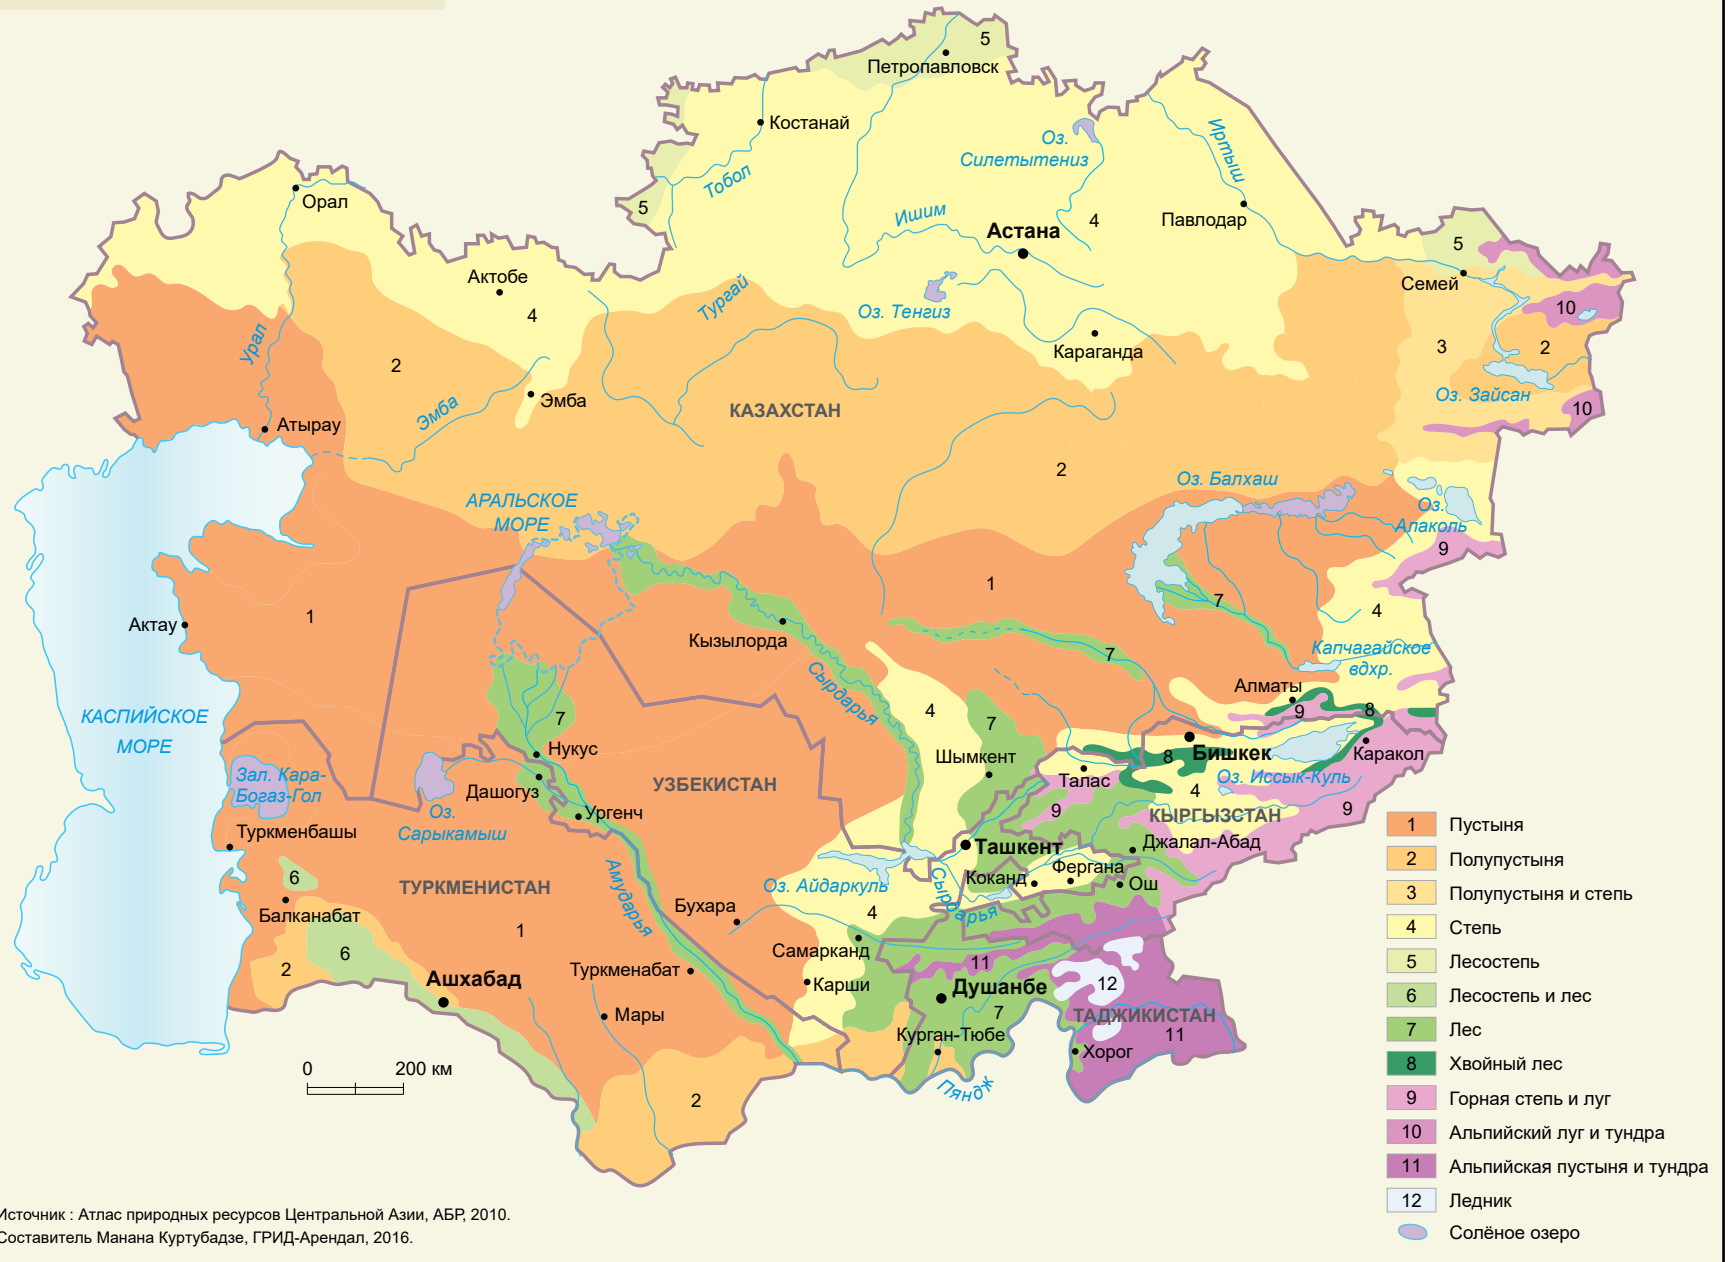 5
Петропавловск
Костанай
Оз.
Силетытениз
Иртыш
Тобол
Орал
5
Ишим
4
Павлодар
Астана
5
Актобе
Семей
Тургай
4
Оз. Тенгиз
10
Урал
Караганда
3
2
2
Эмба
Эмба
КАЗАХСТАН
Оз. Зайсан
10
Атырау
2
Оз. Балхаш
АРАЛЬСКОЕ
МОРЕ
Оз.
Алаколь
9
1
7
4
1
Актау
Кызылорда
7
Капчагайское
вдхр.
Сырдарья
Алматы
4
9
8
КАСПИЙСКОЕ
МОРЕ
7
7
Нукус
Шымкент
8
Бишкек
Каракол
Зал. Кара-
Богаз-Гол
УЗБЕКИСТАН
Талас
Оз. Иссык-Куль
Дашогуз
4
Оз.
Сарыкамыш
Ургенч
9
КЫРГЫЗСТАН
9
Туркменбашы
Ташкент
Джалал-Абад
6
ТУРКМЕНИСТАН
Амударья
Оз. Айдаркуль
Коканд
Фергана
Ош
Сырдарья
Балканабат
Бухара
4
1
6
2
Самарканд
11
Ашхабад
Туркменабат
Карши
Душанбе
12
Мары
7
ТАДЖИКИСТАН
Курган-Тюбе
11
Хорог
Пяндж
2
0
200 км
1 Пустыня
2 Полупустыня
3 Полупустыня и степь
4 Степь
5 Лесостепь
6 Лесостепь и лес
7 Лес
8 Хвойный лес
9 Горная степь и луг
10 Альпийский луг и тундра
11 Альпийская пустыня и тундра
12 Ледник
Солёное озеро
Источник : Атлас природных ресурсов Центральной Азии, АБР, 2010.
Составитель Манана Куртубадзе, ГРИД-Арендал, 2016.